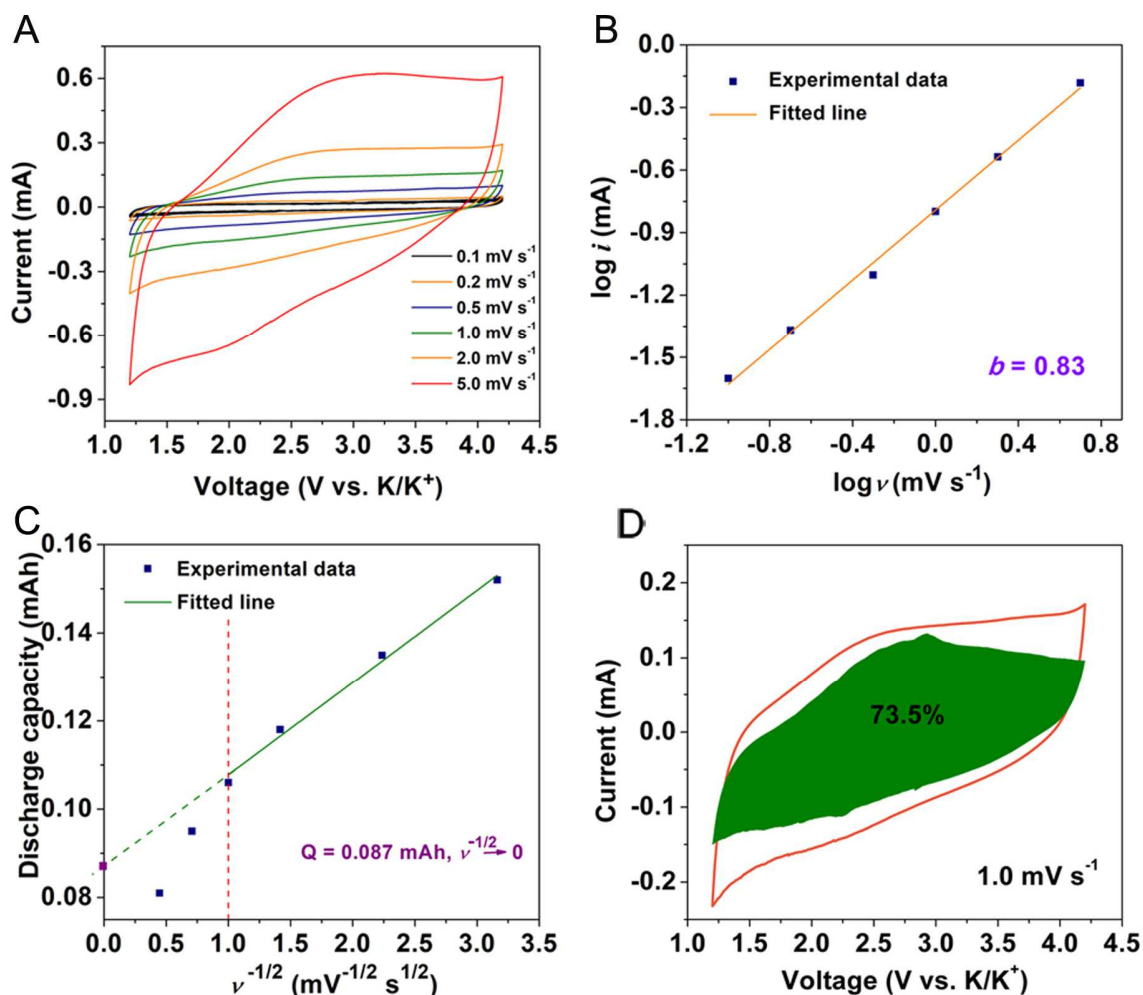 A
0.6
0.3
0.0
-0.3
-0.6
-0.9
Current (mA)
0.1 mV s⁻¹
0.2 mV s⁻¹
0.5 mV s⁻¹
1.0 mV s⁻¹
2.0 mV s⁻¹
5.0 mV s⁻¹
1.0 1.5 2.0 2.5 3.0 3.5 4.0 4.5
Voltage (V vs. K/K⁺)
B
0.0
-0.3
-0.6
-0.9
-1.2
-1.5
-1.8
log i (mA)
Experimental data
Fitted line
b = 0.83
-1.2 -0.8 -0.4 0.0 0.4 0.8
log ν (mV s⁻¹)
C
0.16
0.14
0.12
0.10
0.08
Discharge capacity (mAh)
Experimental data
Fitted line
Q = 0.087 mAh, ν⁻¹/² → 0
0.0 0.5 1.0 1.5 2.0 2.5 3.0 3.5
ν⁻¹/² (mV⁻¹/² s¹/²)
D
0.2
0.1
0.0
-0.1
-0.2
Current (mA)
73.5%
1.0 mV s⁻¹
1.0 1.5 2.0 2.5 3.0 3.5 4.0 4.5
Voltage (V vs. K/K⁺)